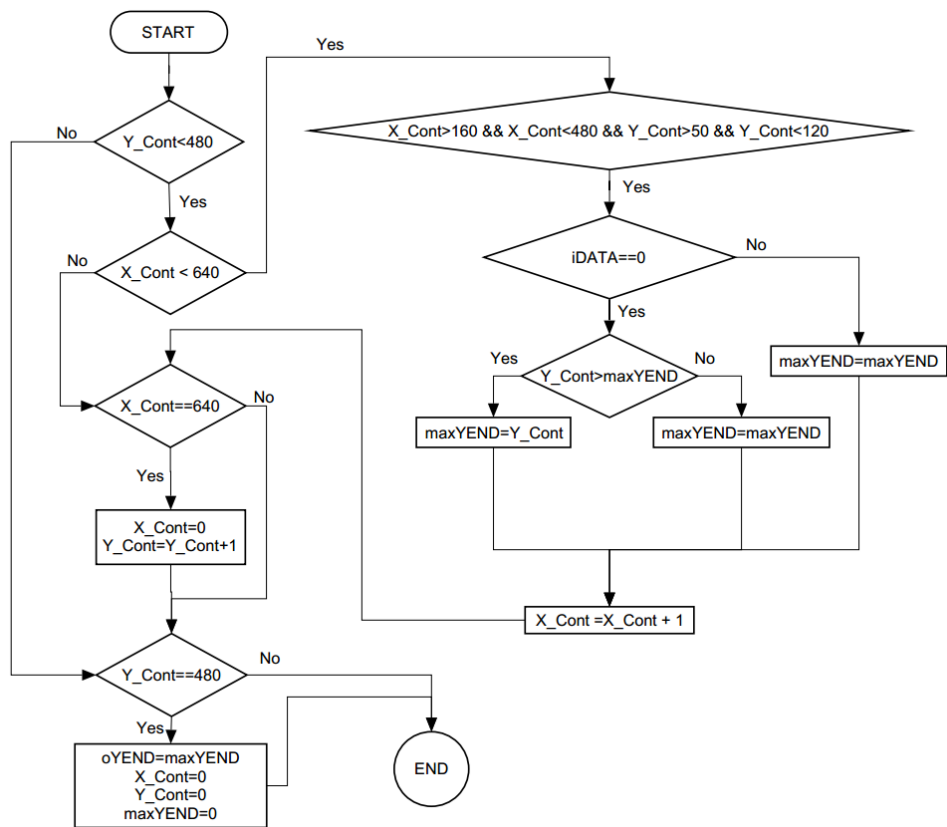 START
Yes
No
Y_Cont<480
X_Cont>160 && X_Cont<480 && Y_Cont>50 && Y_Cont<120
Yes
Yes
No
X_Cont < 640
iDATA==0
No
Yes
Yes
Y_Cont>maxYEND
No
maxYEND=maxYEND
X_Cont==640
No
maxYEND=Y_Cont
maxYEND=maxYEND
Yes
X_Cont=0
Y_Cont=Y_Cont+1
X_Cont =X_Cont + 1
Y_Cont==480
No
Yes
oYEND=maxYEND
X_Cont=0
Y_Cont=0
maxYEND=0
END